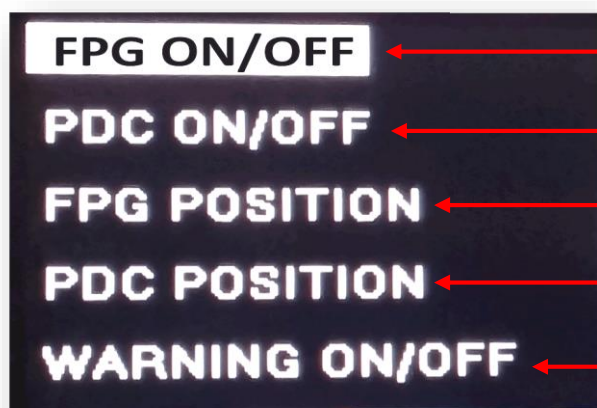 FPG ON/OFF
PDC ON/OFF
FPG POSITION
PDC POSITION
WARNING ON/OFF